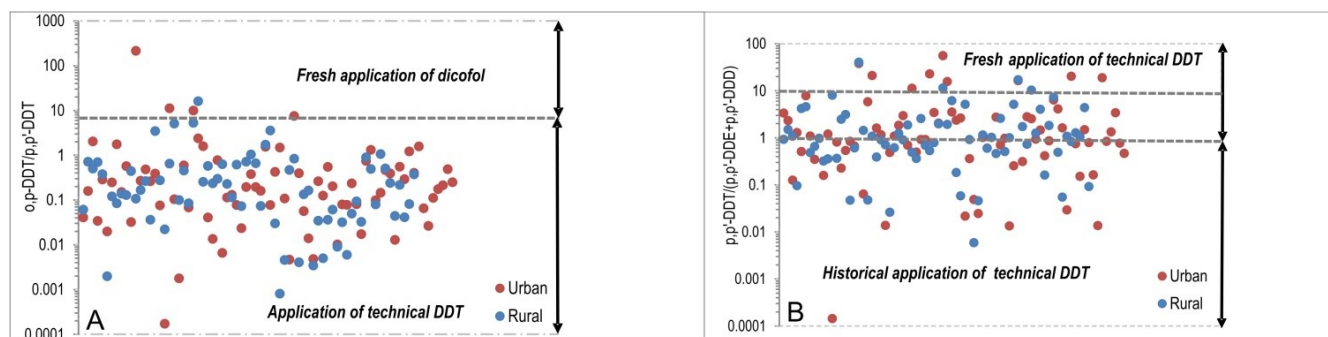 1000
100
10
1
0.1
0.01
0.001
0.0001
o,p-DDT/p,p'-DDT
Fresh application of dicofol
Application of technical DDT
Urban
Rural
A
100
10
1
0.1
0.01
0.001
0.0001
p,p'-DDT/(p,p'-DDE+p,p'-DDD)
Fresh application of technical DDT
Historical application of technical DDT
Urban
Rural
B